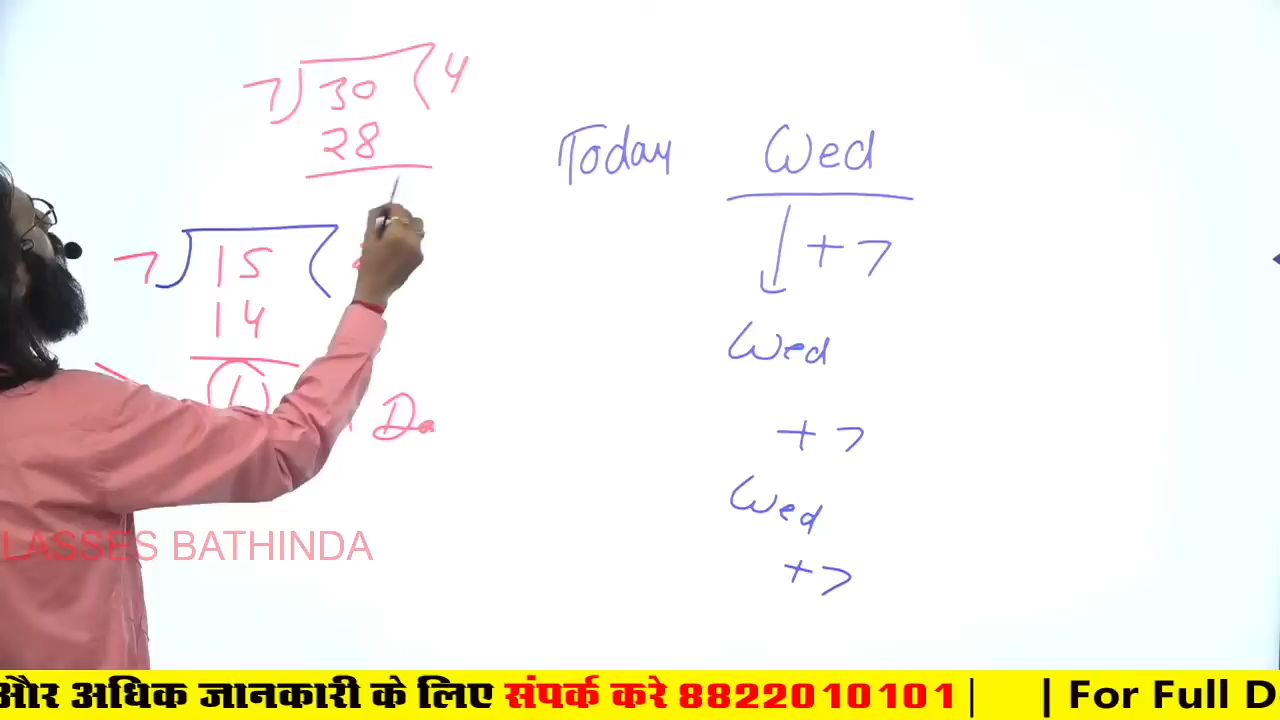 7) 30 ( 4
28
7) 15 (
14
1
Da
Today Wed
+7
Wed
+7
Wed
+7
LASSES BATHINDA
और अधिक जानकारी के लिए संपर्क करे 8822010101 | | For Full D